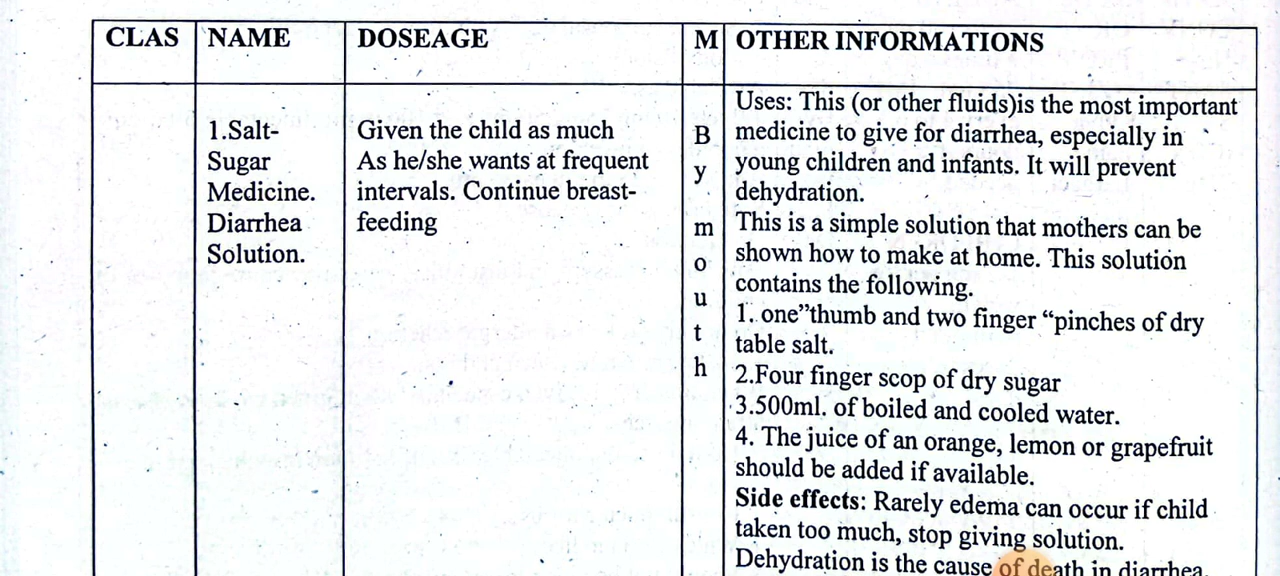 CLAS NAME DOSEAGE M OTHER INFORMATIONS
1.Salt-
Sugar
Medicine.
Diarrhea
Solution.
Given the child as much
As he/she wants at frequent
intervals. Continue breast-
feeding
B
y
m
o
u
t
h
Uses: This (or other fluids)is the most important
medicine to give for diarrhea, especially in
young children and infants. It will prevent
dehydration.
This is a simple solution that mothers can be
shown how to make at home. This solution
contains the following.
1. one”thumb and two finger “pinches of dry
table salt.
2.Four finger scop of dry sugar
3.500ml. of boiled and cooled water.
4. The juice of an orange, lemon or grapefruit
should be added if available.
Side effects: Rarely edema can occur if child
taken too much, stop giving solution.
Dehydration is the cause of death in diarrhea.